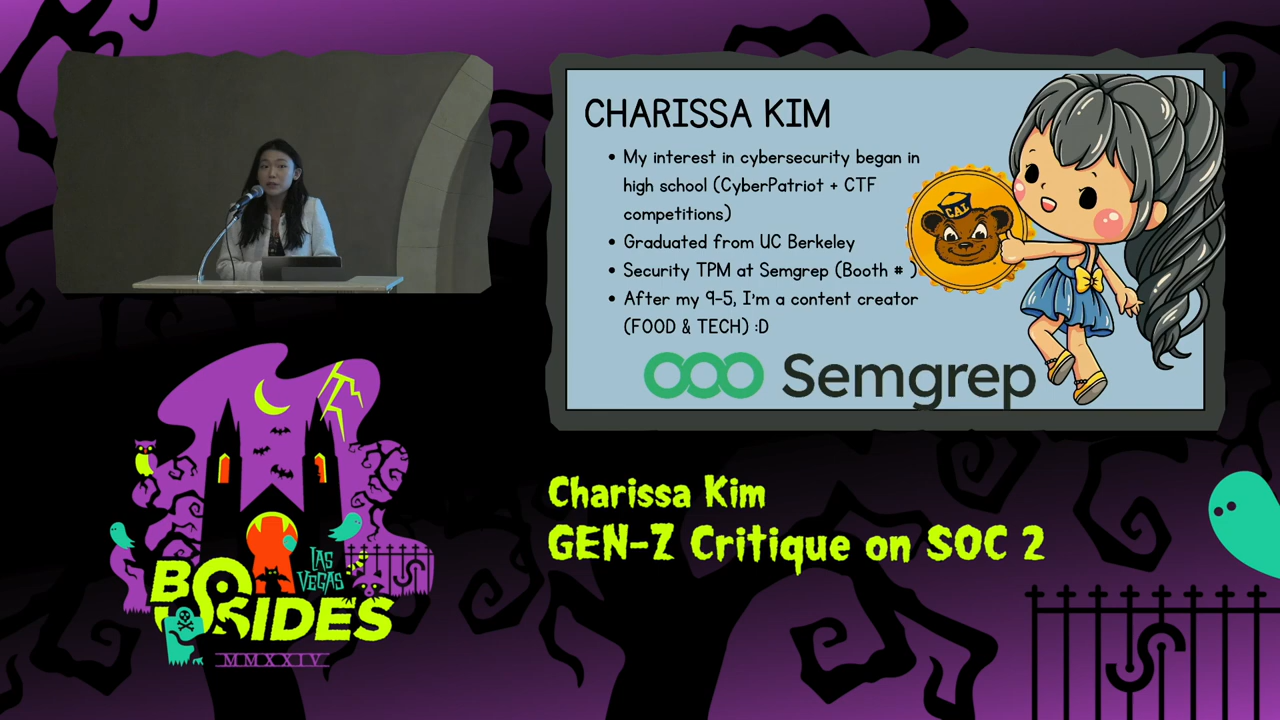 CHARISSA KIM
• My interest in cybersecurity began in
high school (CyberPatriot + CTF
competitions)
• Graduated from UC Berkeley
• Security TPM at Semgrep (Booth # )
• After my 9-5, I'm a content creator
(FOOD & TECH) :D
CAL
Semgrep
Charissa Kim
GEN-Z Critique on SOC 2
LAS
VEGAS
BSIDES
MMXXIV